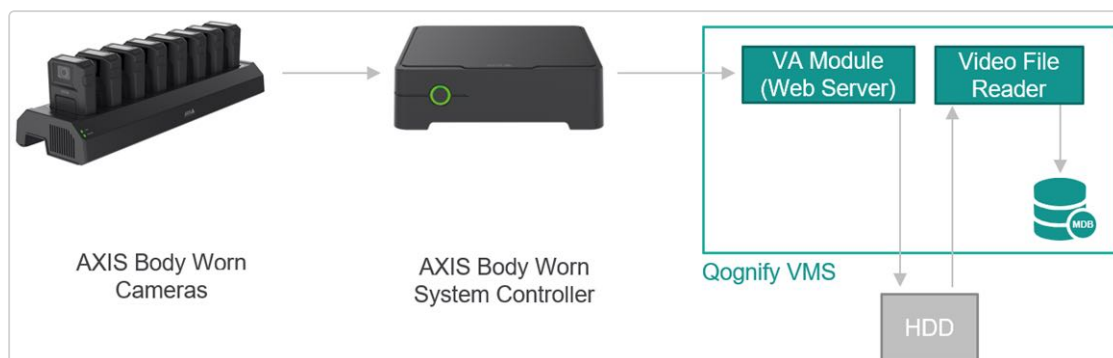 VA Module
(Web Server)
Video File
Reader
MDB
AXIS Body Worn
Cameras
AXIS Body Worn
System Controller
Qognify VMS
HDD